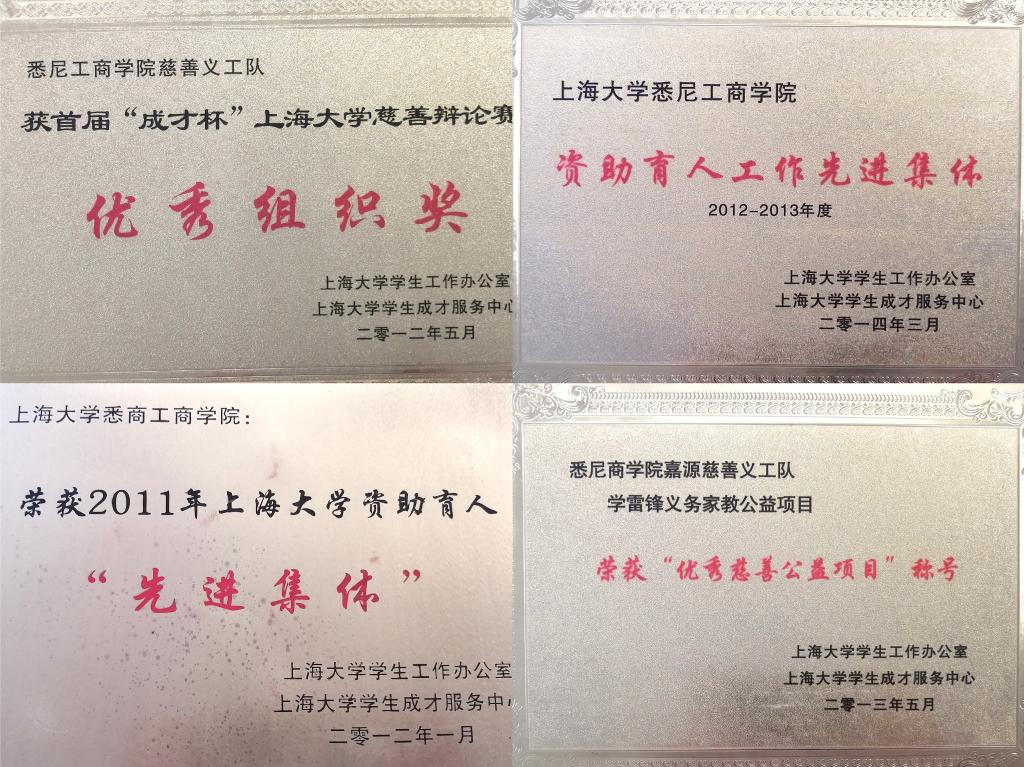 悉尼工商学院慈善义工队
获首届“成才杯”上海大学慈善辩论赛
优秀组织奖
上海大学学生工作办公室
上海大学学生成才服务中心
二零一二年五月
上海大学悉尼工商学院
资助育人工作先进集体
2012-2013年度
上海大学学生工作办公室
上海大学学生成才服务中心
二零一四年三月
上海大学悉商工商学院:
荣获2011年上海大学资助育人
“先进集体”
上海大学学生工作办公室
上海大学学生成才服务中
二零一二年一月
悉尼商学院嘉源慈善义工队
学雷锋义务家教公益项目
荣获“优秀慈善公益项目”称号
上海大学学生工作办公室
上海大学学生成才服务中心
二零一三年五月